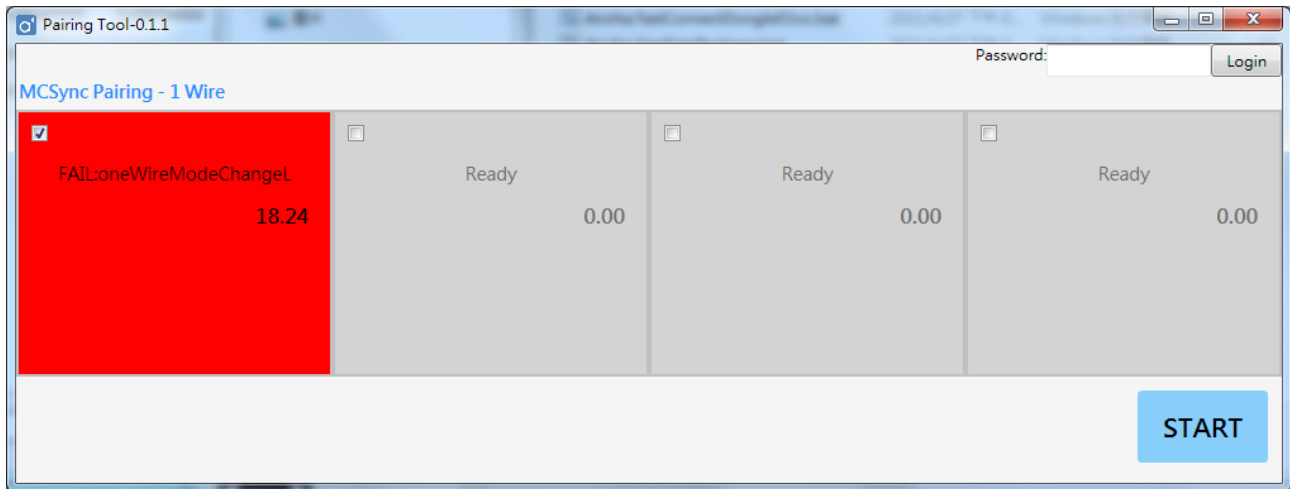 Pairing Tool-0.1.1
Password:
Login
MCSync Pairing - 1 Wire
FAIL:oneWireModeChangeL
18.24
Ready
0.00
Ready
0.00
Ready
0.00
START